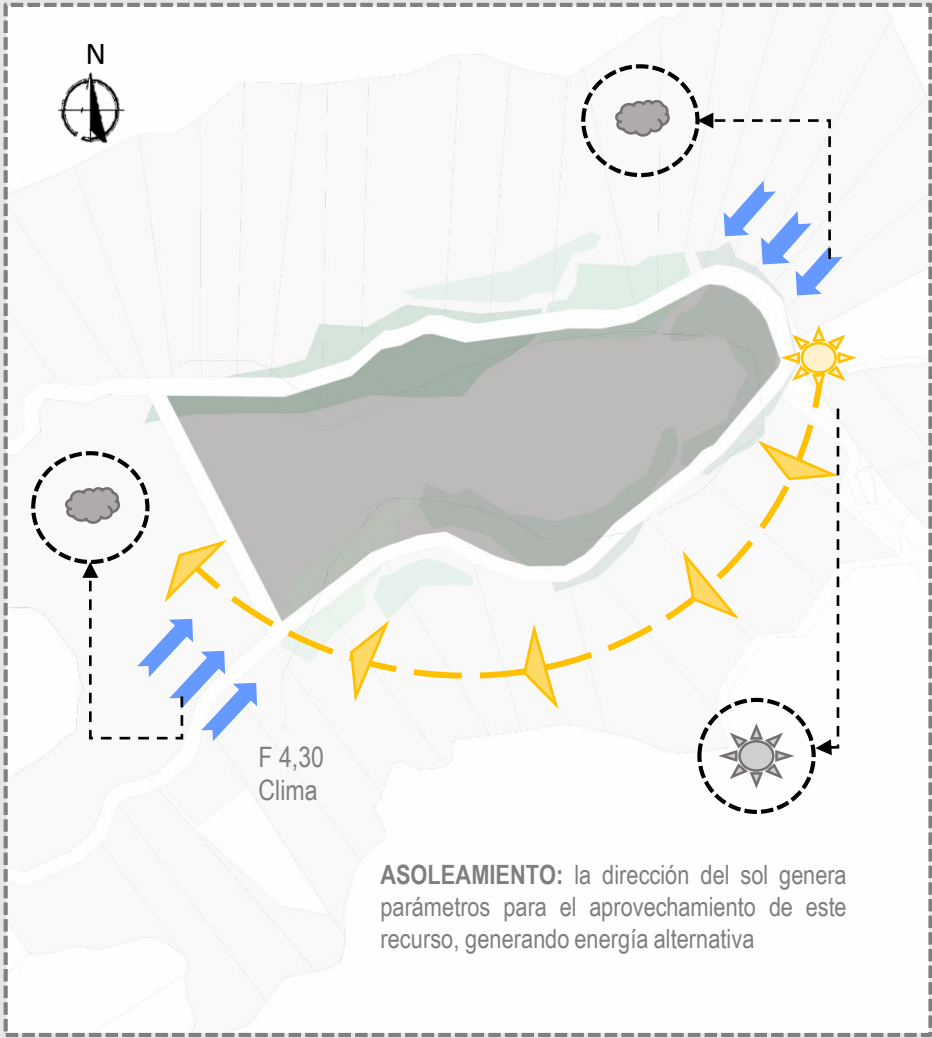 N
F 4,30
Clima
ASOLEAMIENTO: la dirección del sol genera
parámetros para el aprovechamiento de este
recurso, generando energía alternativa